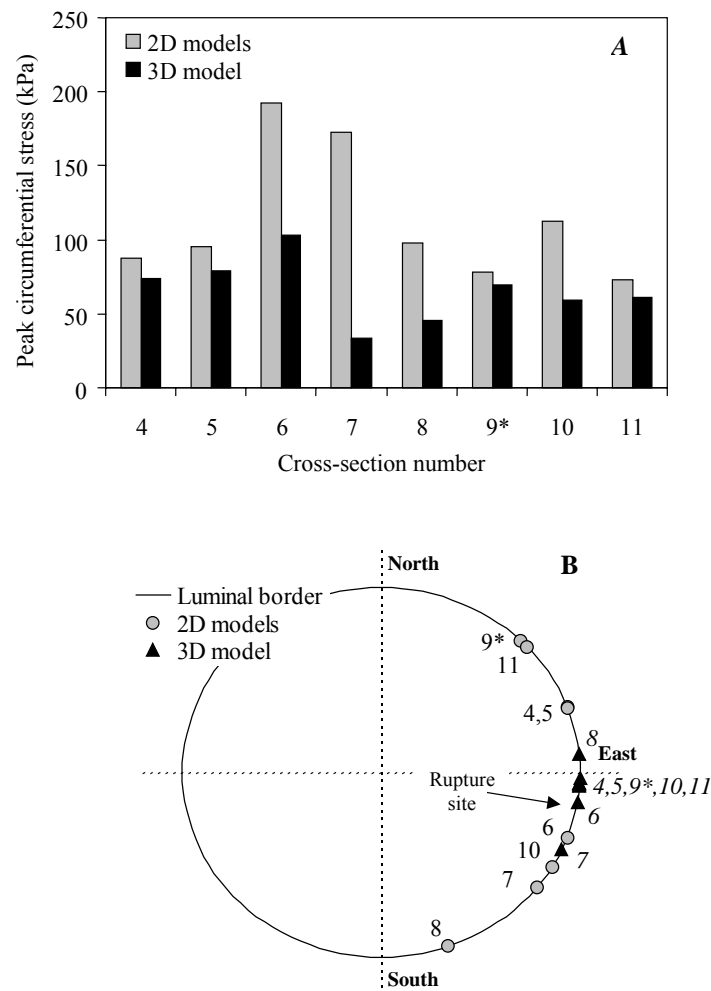 250
200
150
100
50
0
Peak circumferential stress (kPa)
2D models
3D model
A
4 5 6 7 8 9* 10 11
Cross-section number
North
B
Luminal border
2D models
3D model
9*
11
4,5
8
East
4,5,9*,10,11
Rupture
site
6
6
10
7
7
8
South